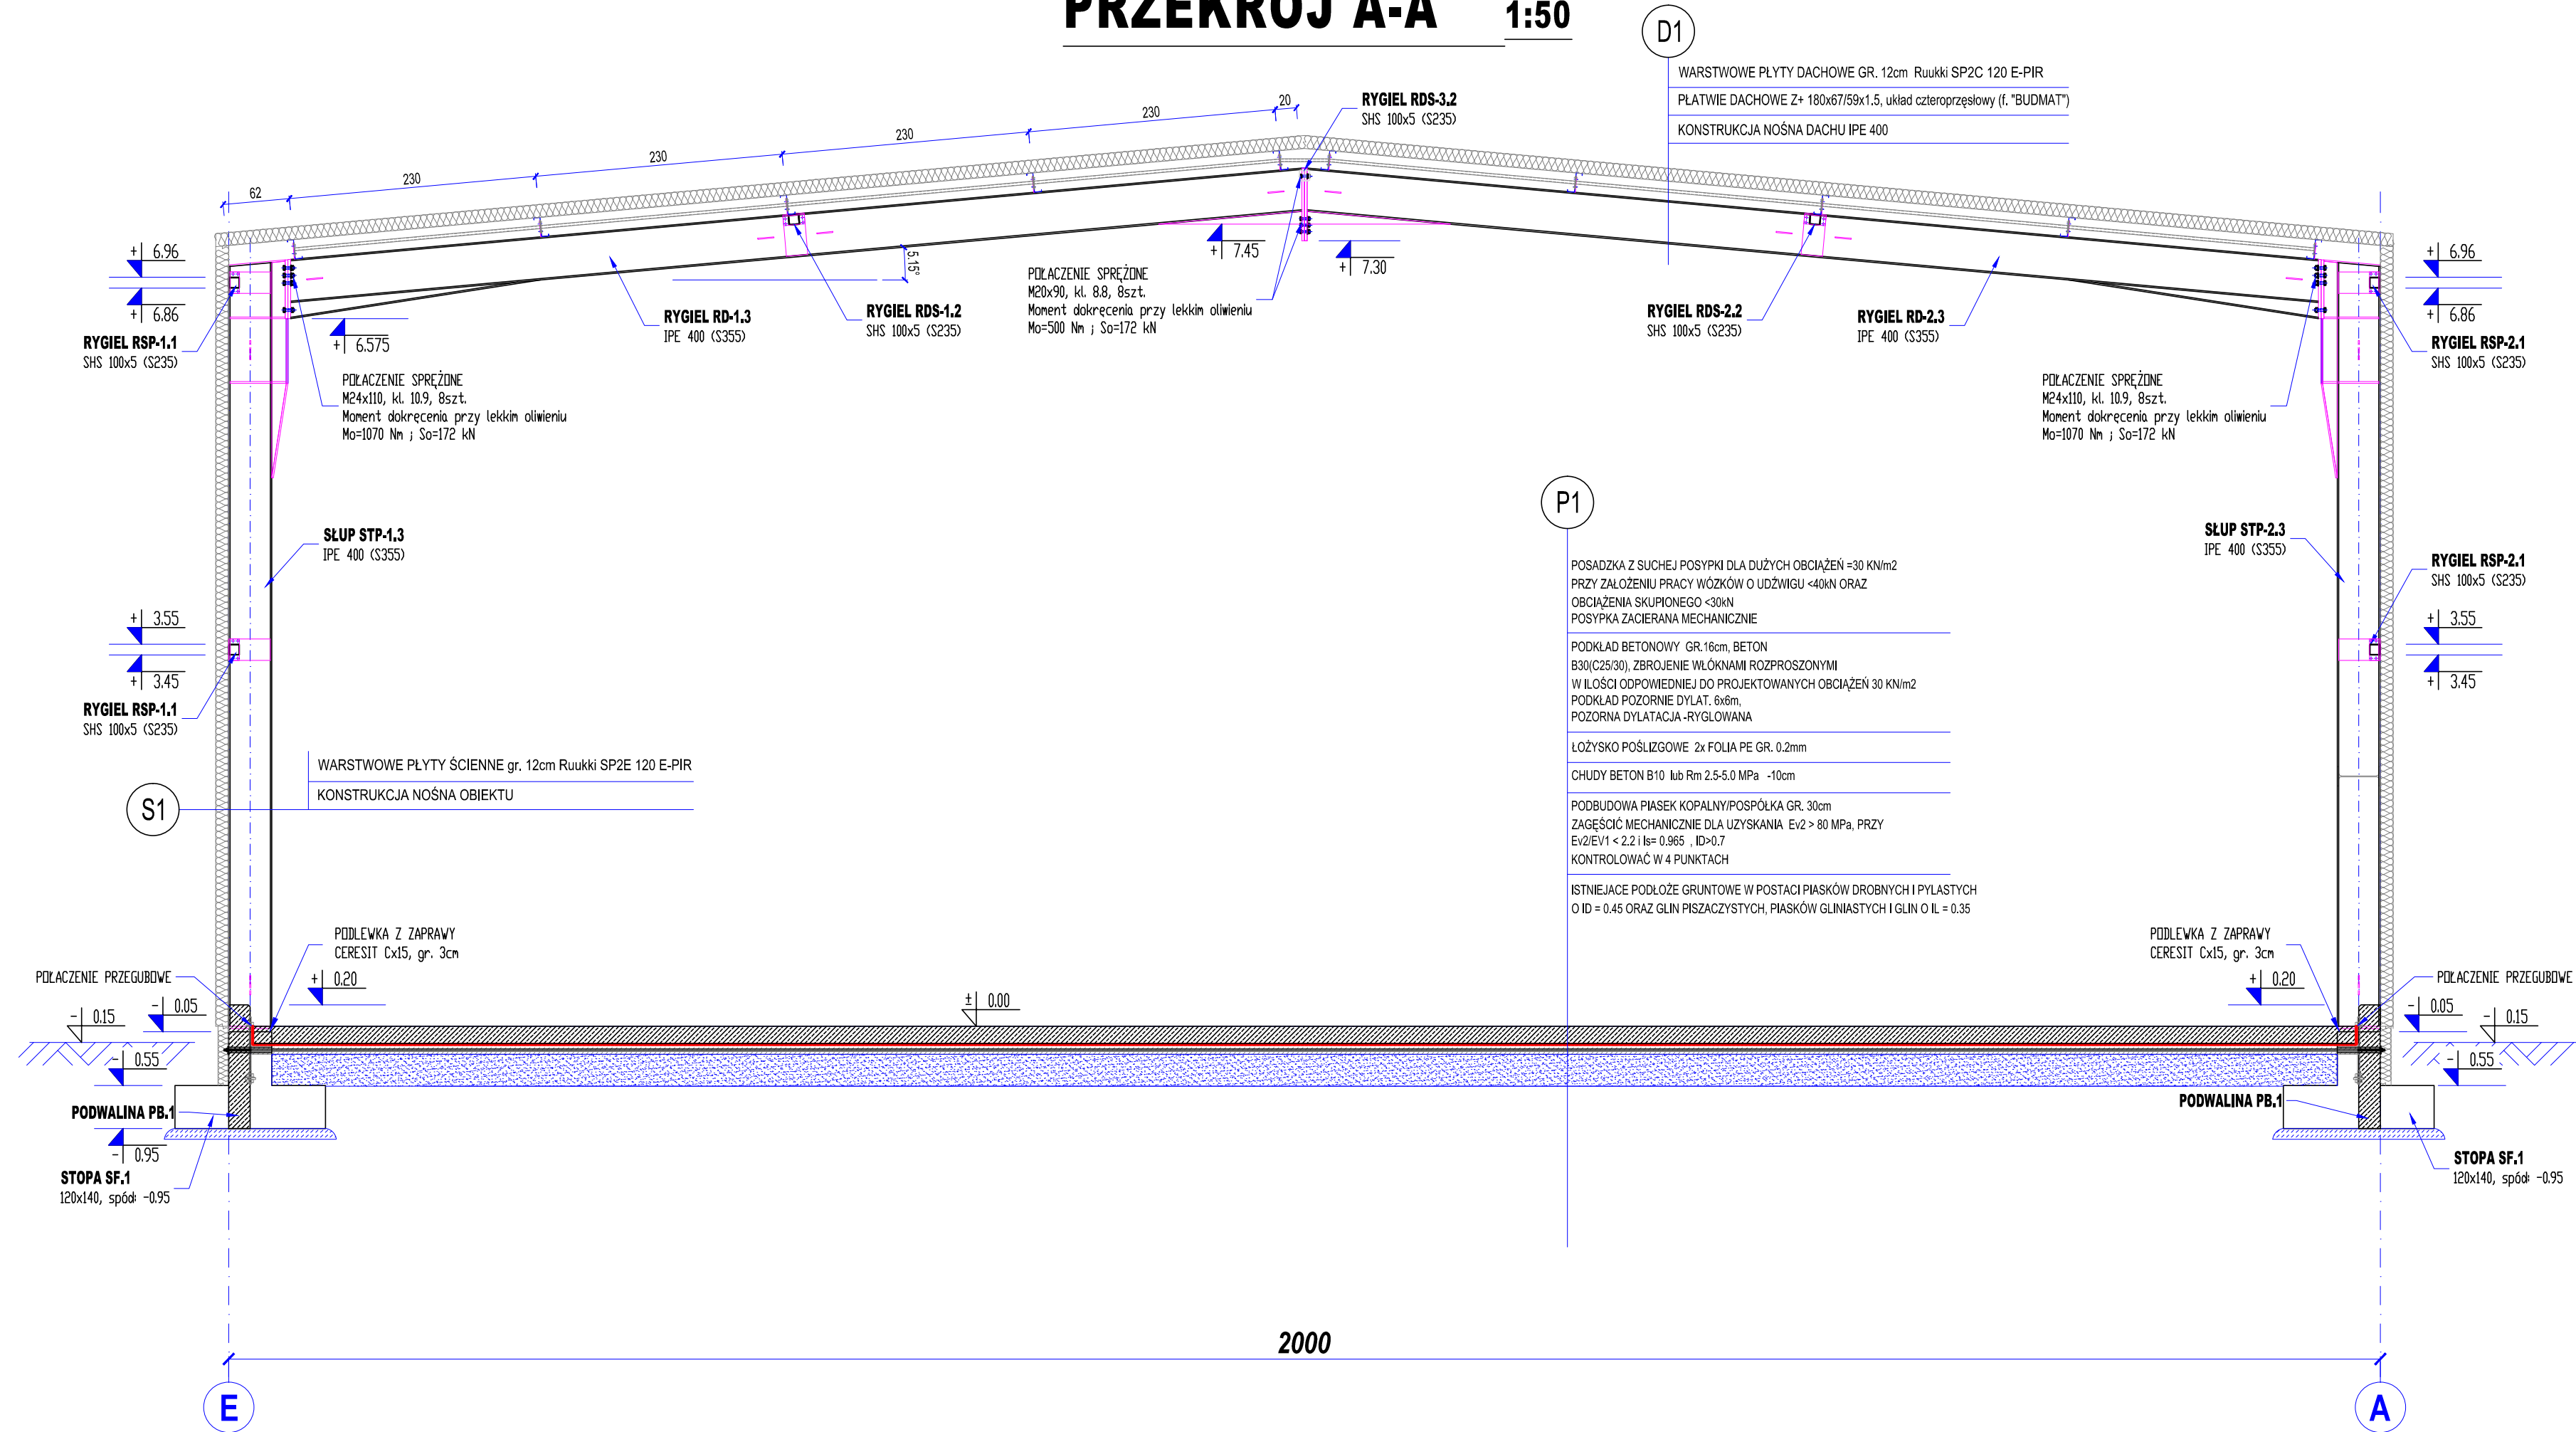 PRZEKRÓJ A-A 1:50
D1
WARSTWOWE PŁYTY DACHOWE GR. 12cm Ruukki SP2C 120 E-PIR
PŁATWIE DACHOWE Z+ 180x67/59x1.5, układ czteroprzęsłowy (f. "BUDMAT")
KONSTRUKCJA NOŚNA DACHU IPE 400
RYGIEL RDS-3.2
SHS 100x5 (S235)
62
230
230
230
230
230
20
+ 6.96
+ 6.86
RYGIEL RSP-1.1
SHS 100x5 (S235)
+ 6.575
POŁĄCZENIE SPRĘŻONE
M24x110, kl. 10.9, 8szt.
Moment dokręcenia przy lekkim oliwieniu
Mo=1070 Nm ; So=172 kN
RYGIEL RD-1.3
IPE 400 (S355)
5.15°
RYGIEL RDS-1.2
SHS 100x5 (S235)
POŁĄCZENIE SPRĘŻONE
M20x90, kl. 8.8, 8szt.
Moment dokręcenia przy lekkim oliwieniu
Mo=500 Nm ; So=172 kN
+ 7.45
+ 7.30
RYGIEL RDS-2.2
SHS 100x5 (S235)
RYGIEL RD-2.3
IPE 400 (S355)
POŁĄCZENIE SPRĘŻONE
M24x110, kl. 10.9, 8szt.
Moment dokręcenia przy lekkim oliwieniu
Mo=1070 Nm ; So=172 kN
+ 6.96
+ 6.86
RYGIEL RSP-2.1
SHS 100x5 (S235)
SŁUP STP-1.3
IPE 400 (S355)
+ 3.55
+ 3.45
RYGIEL RSP-1.1
SHS 100x5 (S235)
S1
WARSTWOWE PŁYTY ŚCIENNE gr. 12cm Ruukki SP2E 120 E-PIR
KONSTRUKCJA NOŚNA OBIEKTU
P1
POSADZKA Z SUCHEJ POSYPKI DLA DUŻYCH OBCIĄŻEŃ =30 KN/m2
PRZY ZAŁOŻENIU PRACY WÓZKÓW O UDŹWIGU <40kN ORAZ
OBCIĄŻENIA SKUPIONEGO <30kN
POSYPKA ZACIERANA MECHANICZNIE
PODKŁAD BETONOWY GR.16cm, BETON
B30(C25/30), ZBROJENIE WŁÓKNAMI ROZPROSZONYMI
W ILOŚCI ODPOWIEDNIEJ DO PROJEKTOWANYCH OBCIĄŻEŃ 30 KN/m2
PODKŁAD POZORNIE DYLAT. 6x6m,
POZORNA DYLATACJA -RYGLOWANA
ŁOŻYSKO POŚLIZGOWE 2x FOLIA PE GR. 0.2mm
CHUDY BETON B10 lub Rm 2.5-5.0 MPa -10cm
PODBUDOWA PIASEK KOPALNY/POSPÓŁKA GR. 30cm
ZAGĘŚCIĆ MECHANICZNIE DLA UZYSKANIA Ev2 > 80 MPa, PRZY
Ev2/EV1 < 2.2 i Is= 0.965 , ID>0.7
KONTROLOWAĆ W 4 PUNKTACH
ISTNIEJACE PODŁOŻE GRUNTOWE W POSTACI PIASKÓW DROBNYCH I PYLASTYCH
O ID = 0.45 ORAZ GLIN PISZACZYSTYCH, PIASKÓW GLINIASTYCH I GLIN O IL = 0.35
SŁUP STP-2.3
IPE 400 (S355)
RYGIEL RSP-2.1
SHS 100x5 (S235)
+ 3.55
+ 3.45
PODLEWKA Z ZAPRAWY
CERESIT Cx15, gr. 3cm
POŁĄCZENIE PRZEGUBOWE
+ 0.20
- 0.05
- 0.15
- 0.55
± 0.00
PODWALINA PB.1
- 0.95
STOPA SF.1
120x140, spód: -0.95
PODLEWKA Z ZAPRAWY
CERESIT Cx15, gr. 3cm
POŁĄCZENIE PRZEGUBOWE
+ 0.20
- 0.05
- 0.15
- 0.55
PODWALINA PB.1
STOPA SF.1
120x140, spód: -0.95
2000
E
A